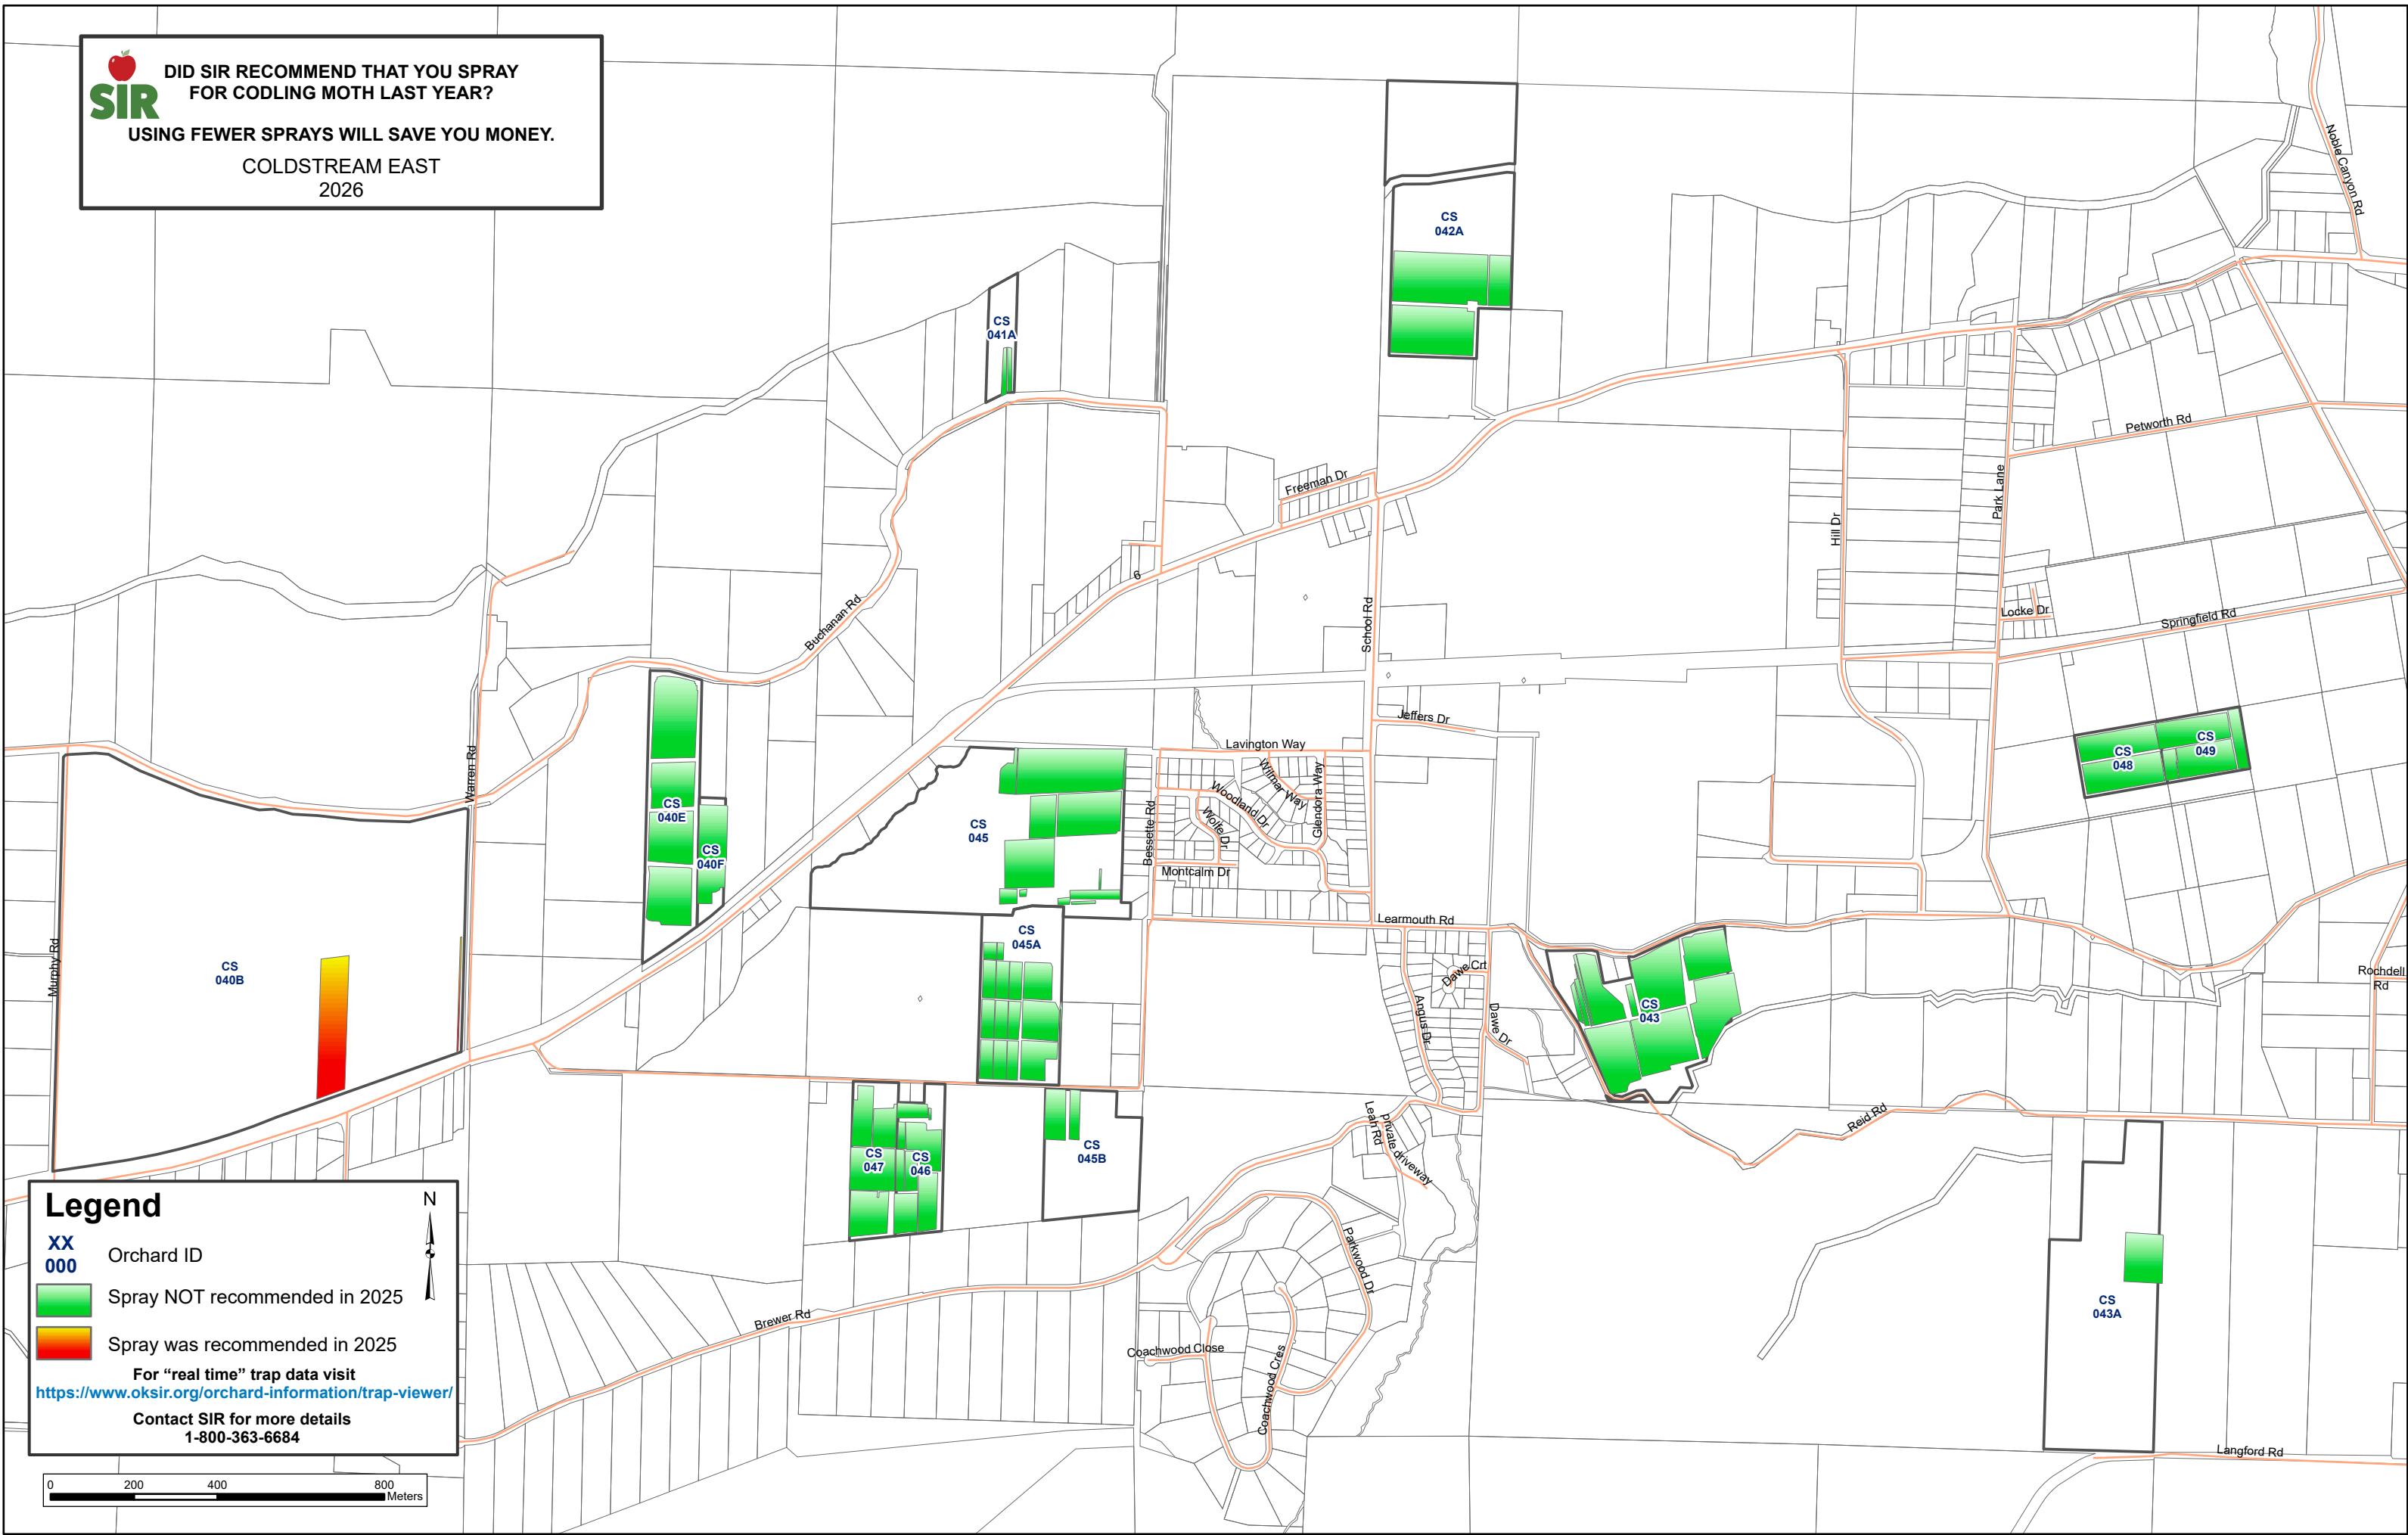 SIR
DID SIR RECOMMEND THAT YOU SPRAY
FOR CODLING MOTH LAST YEAR?
USING FEWER SPRAYS WILL SAVE YOU MONEY.
COLDSTREAM EAST
2026
Noble Canyon Rd
CS
042A
CS
041A
Petworth Rd
Freeman Dr
Park Lane
Hill Dr
6
Buchanan Rd
School Rd
Locke Dr
Springfield Rd
Jeffers Dr
Lavington Way
Warren Rd
Wilmar Way
Woodland Dr
Wolfe Dr
Glendora Way
Bessette Rd
Montcalm Dr
CS
048
CS
049
CS
040E
CS
040F
CS
045
Learmouth Rd
CS
045A
Murphy Rd
CS
040B
Dawe Crt
Angus Dr
Dawe Dr
CS
043
Rochdell
Rd
Reid Rd
Leah Rd
Private driveway
CS
047
CS
046
CS
045B
Parkwood Dr
CS
043A
Brewer Rd
Coachwood Close
Coachwood Cres
Langford Rd
Legend
N
XX
000
Orchard ID
Spray NOT recommended in 2025
Spray was recommended in 2025
For “real time” trap data visit
https://www.oksir.org/orchard-information/trap-viewer/
Contact SIR for more details
1-800-363-6684
0 200 400 800
Meters